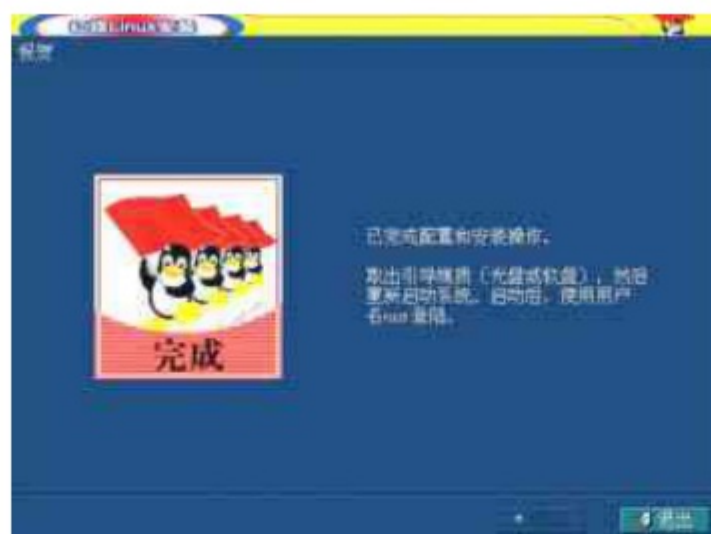 祝贺
已完成配置和安装操作。
取出引导媒质（光盘或软盘），然后
重新启动系统。启动后，使用用户
名root登陆。
完成
退出